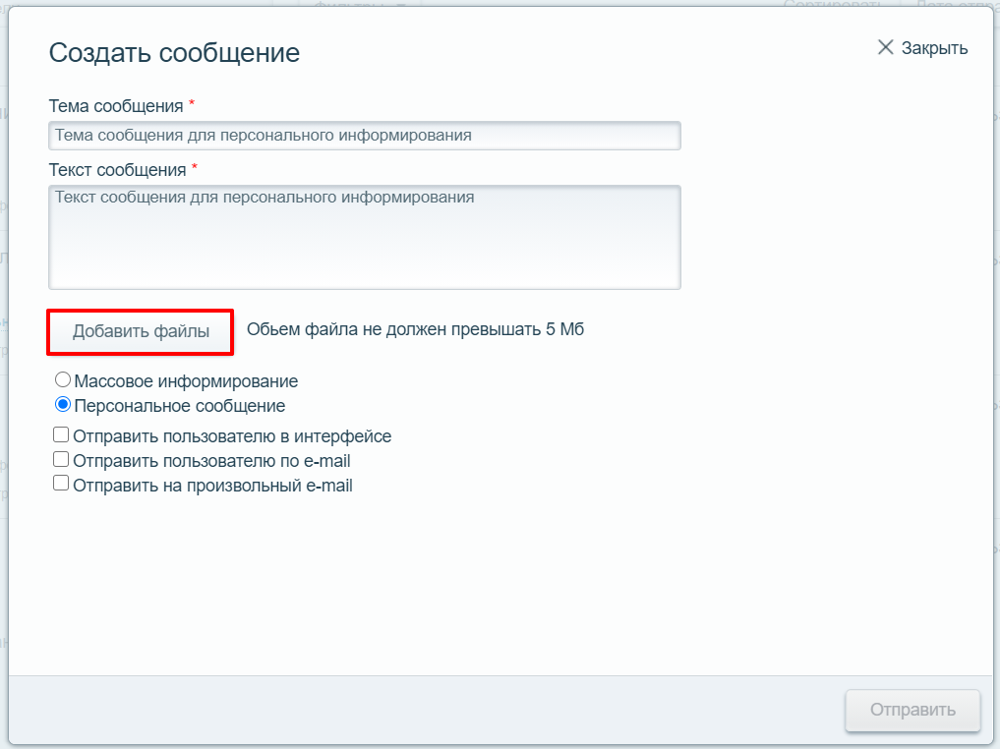 Создать сообщение
Закрыть
Тема сообщения *
Тема сообщения для персонального информирования
Текст сообщения *
Текст сообщения для персонального информирования
Добавить файлы
Обьем файла не должен превышать 5 Мб
Массовое информирование
Персональное сообщение
Отправить пользователю в интерфейсе
Отправить пользователю по e-mail
Отправить на произвольный e-mail
Отправить